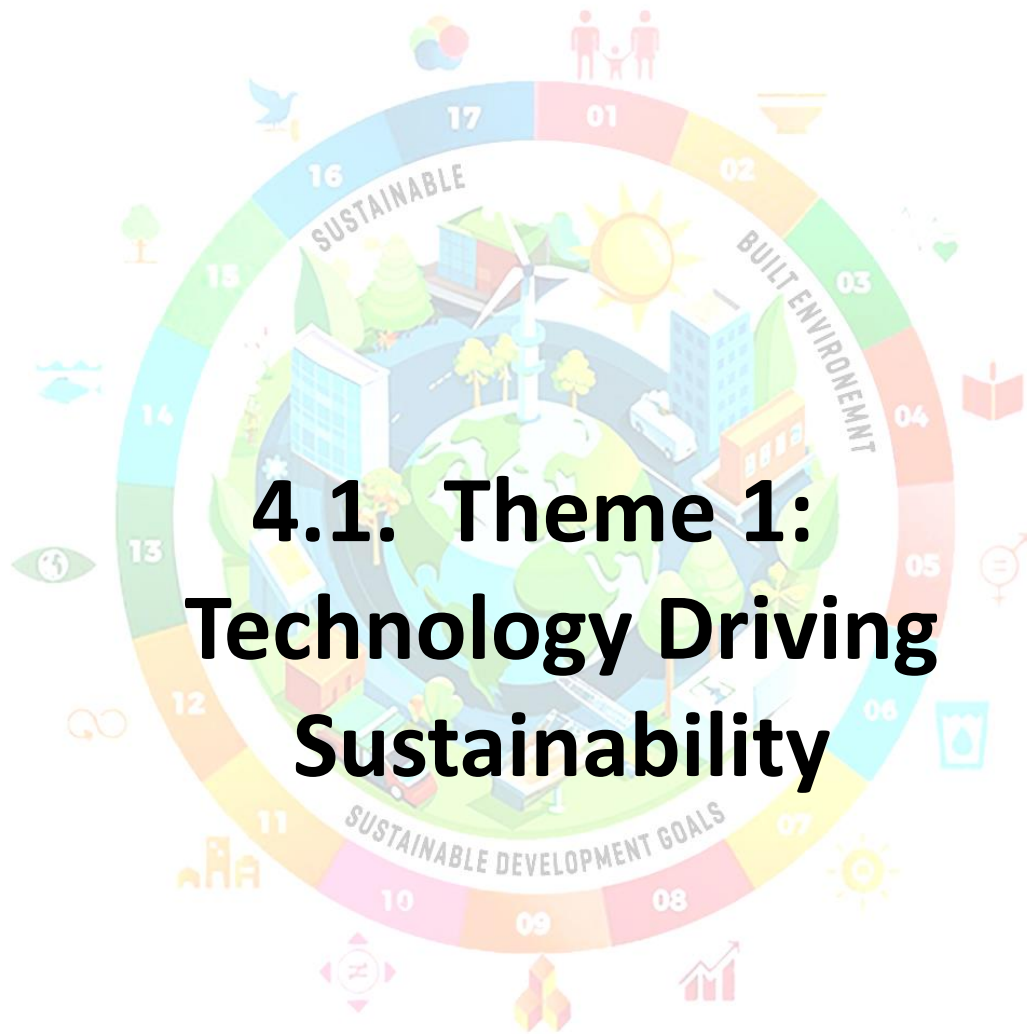 4.1. Theme 1:
Technology Driving
Sustainability
SUSTAINABLE
BUILT ENVIRONEMNT
SUSTAINABLE DEVELOPMENT GOALS
01
02
03
04
05
06
07
08
09
10
11
12
13
14
15
16
17